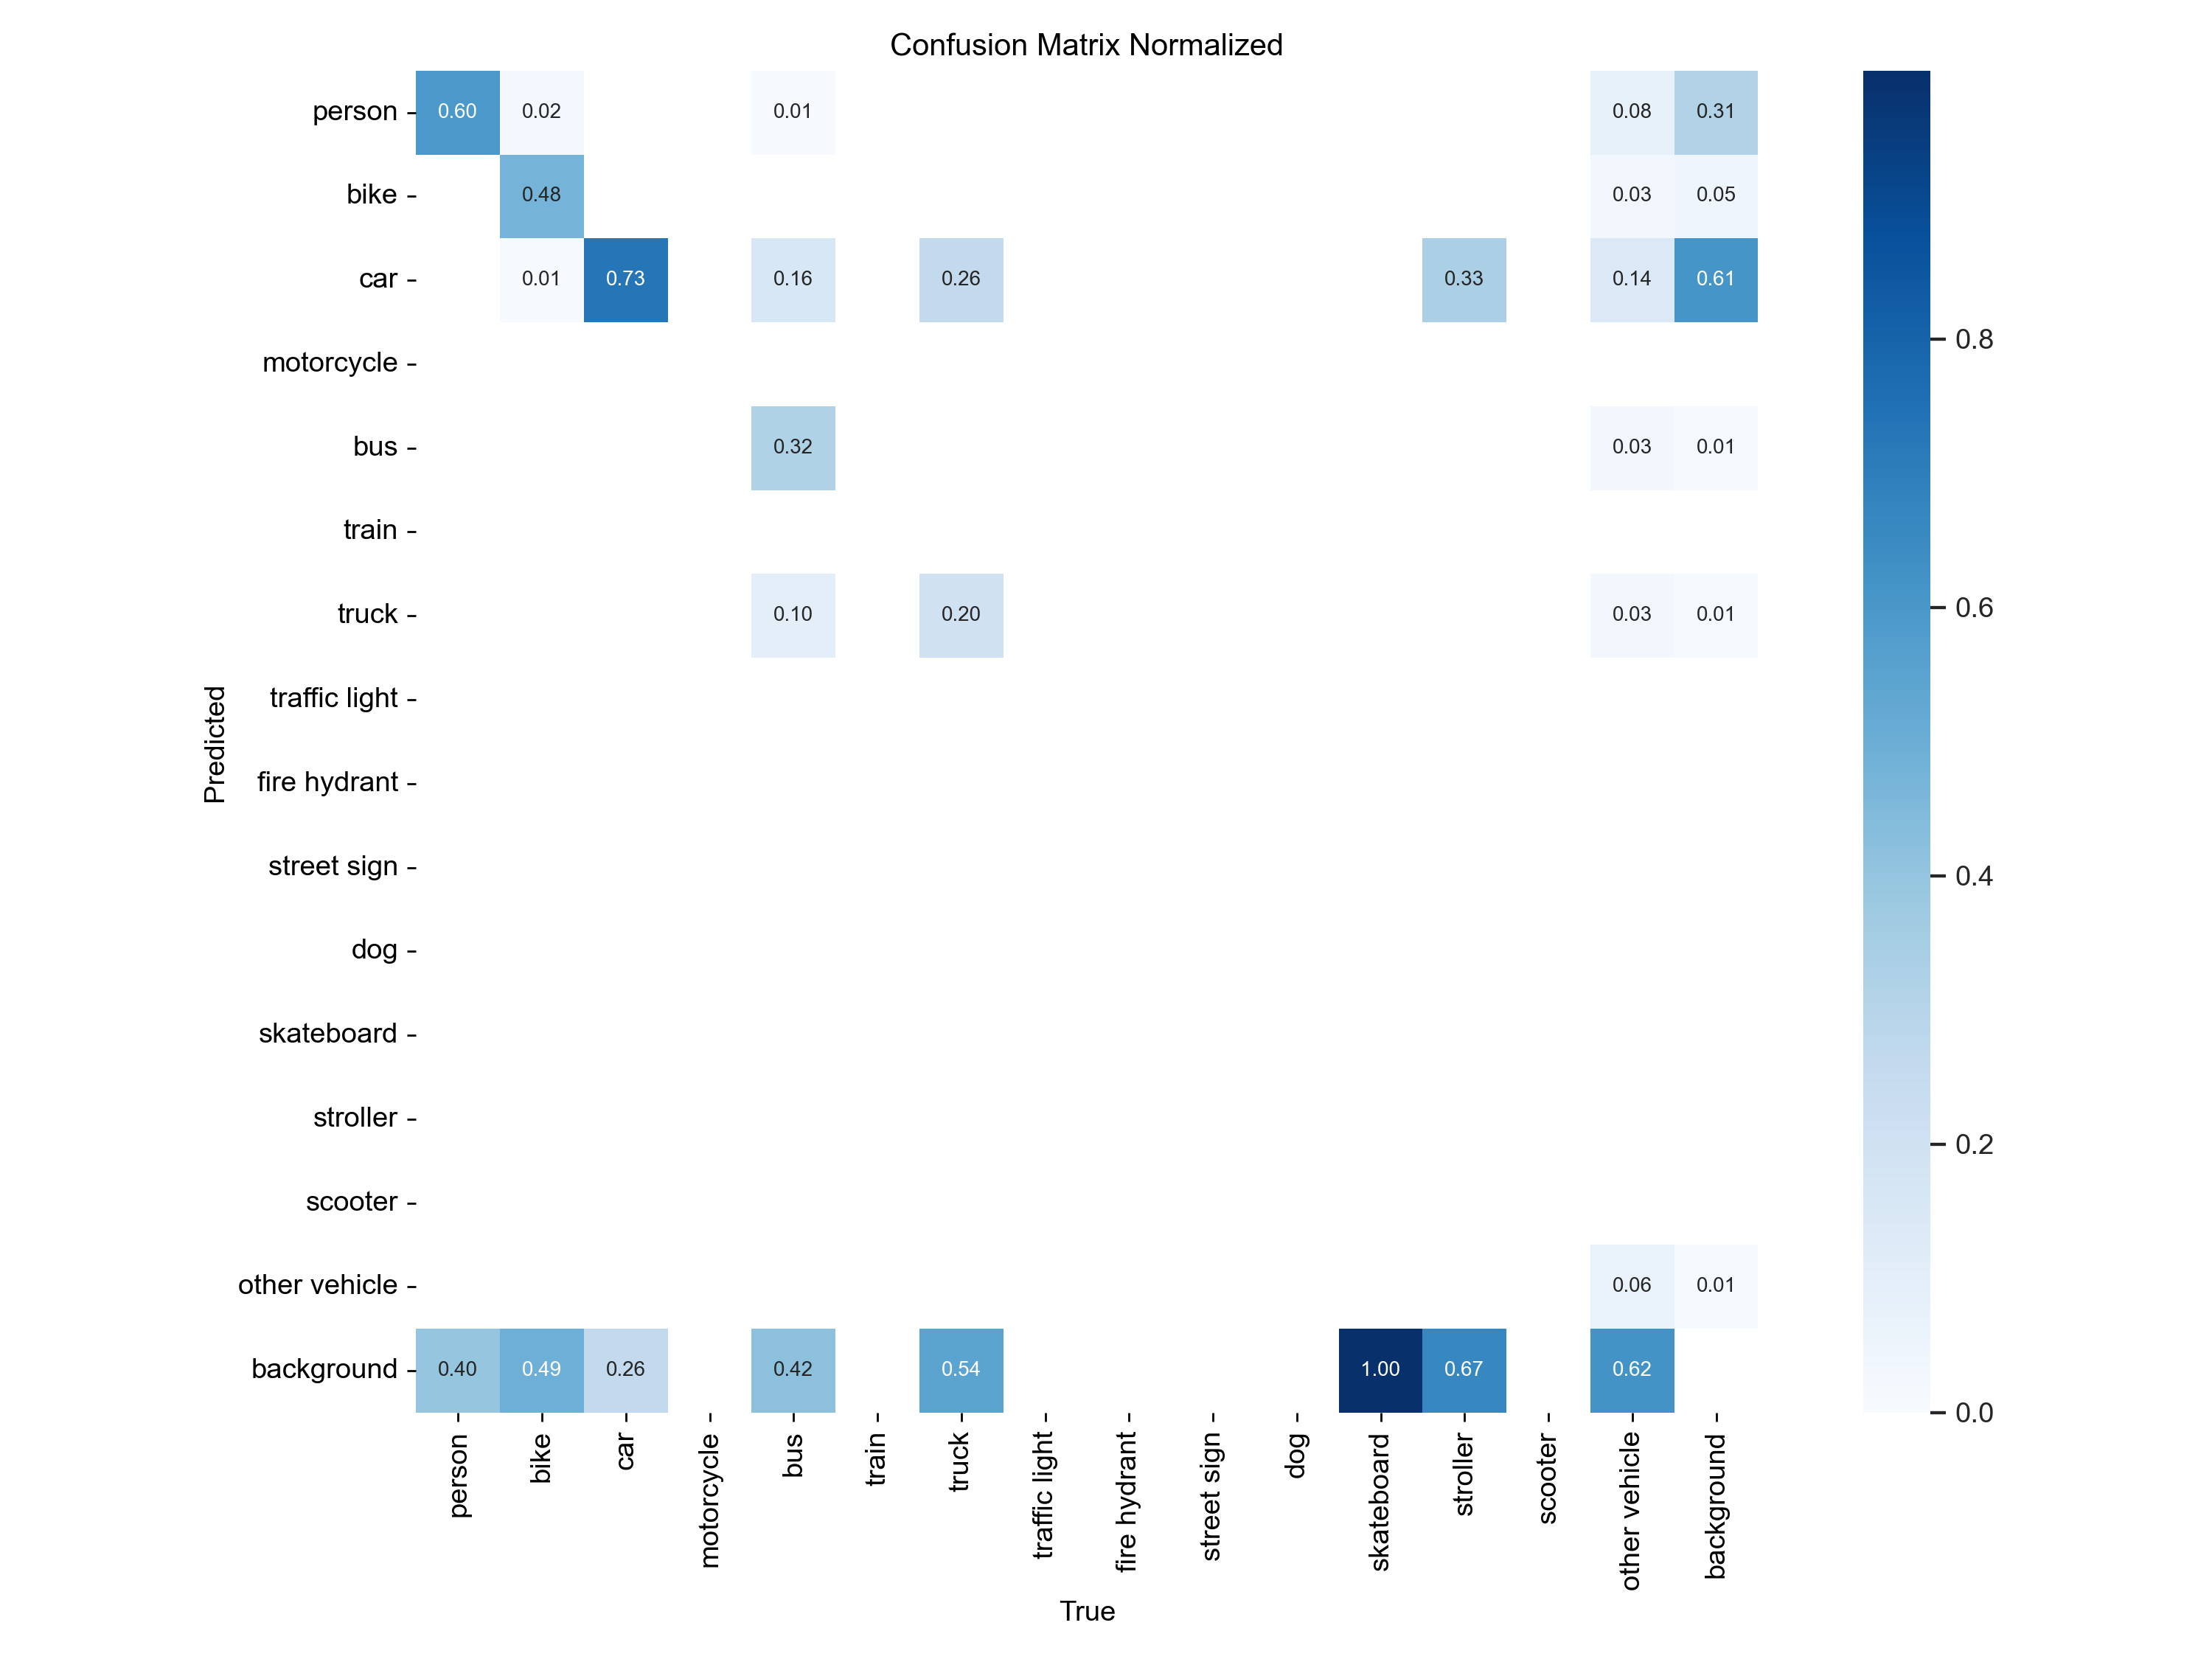 Confusion Matrix Normalized
person 0.60 0.02 0.01 0.08 0.31
bike 0.48 0.03 0.05
car 0.01 0.73 0.16 0.26 0.33 0.14 0.61
motorcycle
bus 0.32 0.03 0.01
train
truck 0.10 0.20 0.03 0.01
traffic light
fire hydrant
street sign
dog
skateboard
stroller
scooter
other vehicle 0.06 0.01
background 0.40 0.49 0.26 0.42 0.54 1.00 0.67 0.62
Predicted
person
bike
car
motorcycle
bus
train
truck
traffic light
fire hydrant
street sign
dog
skateboard
stroller
scooter
other vehicle
background
True
0.8
0.6
0.4
0.2
0.0